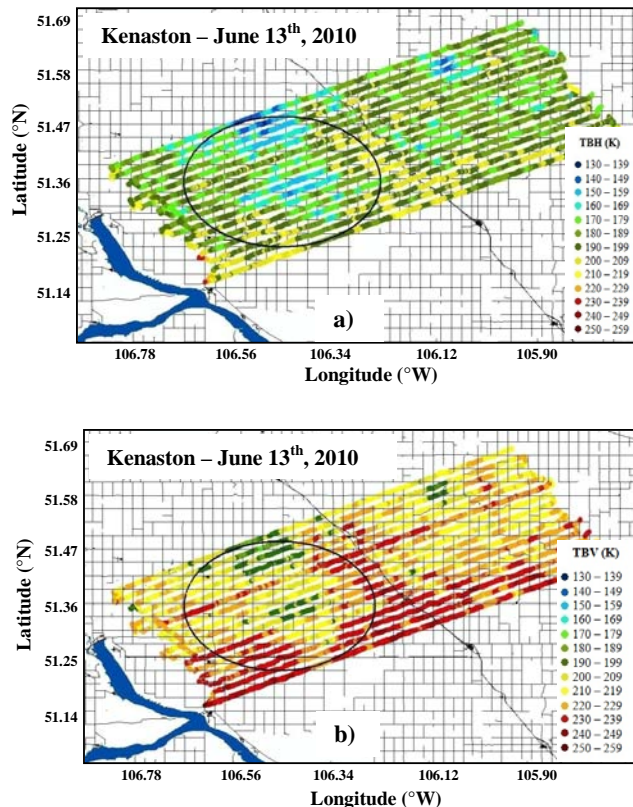 51.69
Kenaston – June 13th, 2010
51.58
51.47
51.36
51.25
51.14
Latitude (°N)
TBH (K)
130 – 139
140 – 149
150 – 159
160 – 169
170 – 179
180 – 189
190 – 199
200 – 209
210 – 219
220 – 229
230 – 239
240 – 249
250 – 259
a)
106.78 106.56 106.34 106.12 105.90
Longitude (°W)
51.69
Kenaston – June 13th, 2010
51.58
51.47
51.36
51.25
51.14
Latitude (°N)
TBV (K)
130 – 139
140 – 149
150 – 159
160 – 169
170 – 179
180 – 189
190 – 199
200 – 209
210 – 219
220 – 229
230 – 239
240 – 249
250 – 259
b)
106.78 106.56 106.34 106.12 105.90
Longitude (°W)